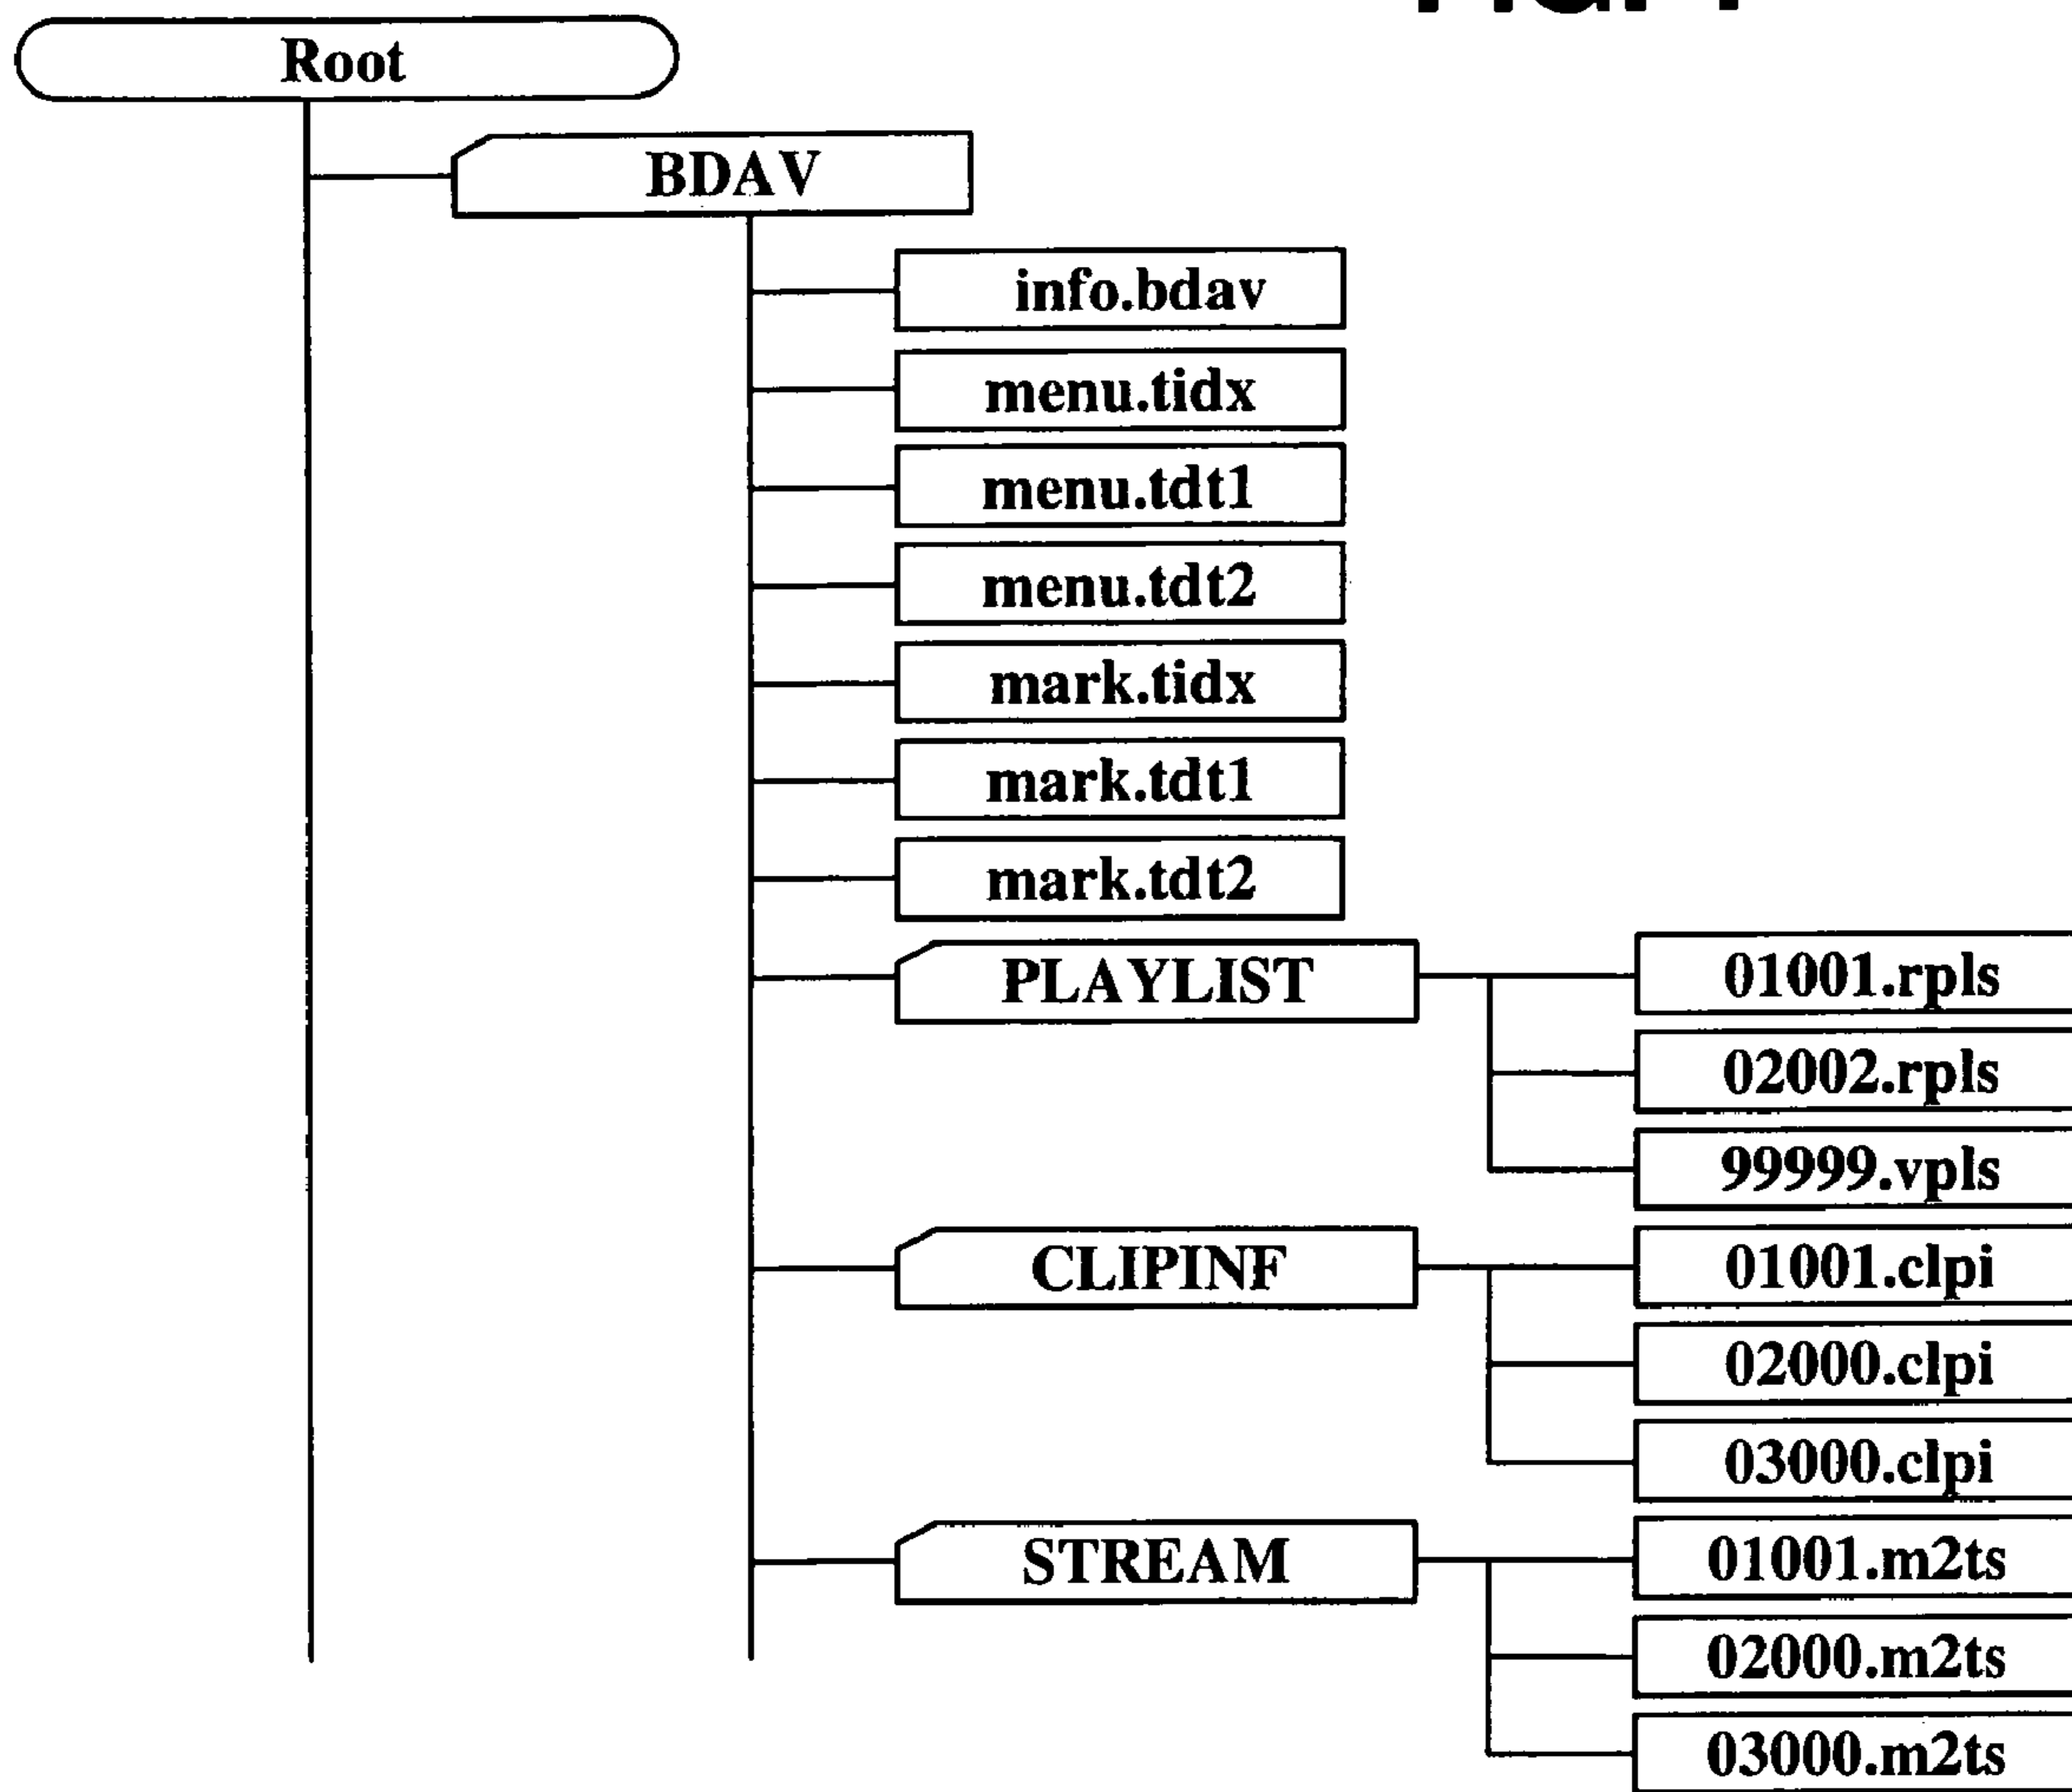 Root
BDAV
info.bdav
menu.tidx
menu.tdt1
menu.tdt2
mark.tidx
mark.tdt1
mark.tdt2
PLAYLIST
01001.rpls
02002.rpls
99999.vpls
CLIPINF
01001.clpi
02000.clpi
03000.clpi
STREAM
01001.m2ts
02000.m2ts
03000.m2ts